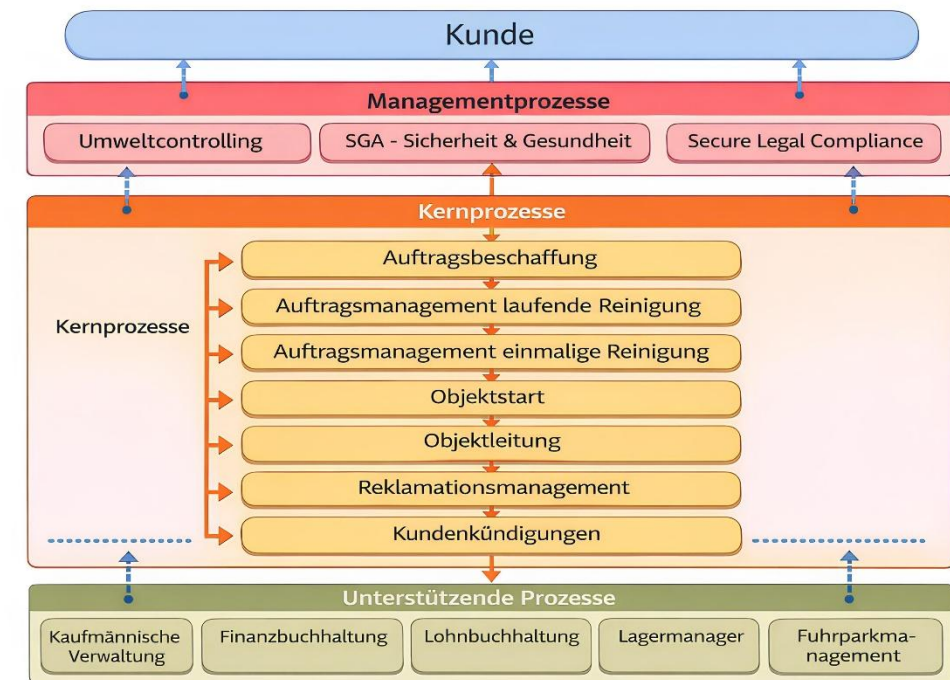 Kunde
Managementprozesse
Umweltcontrolling
SGA - Sicherheit & Gesundheit
Secure Legal Compliance
Kernprozesse
Kernprozesse
Auftragsbeschaffung
Auftragsmanagement laufende Reinigung
Auftragsmanagement einmalige Reinigung
Objektstart
Objektleitung
Reklamationsmanagement
Kundenkündigungen
Unterstützende Prozesse
Kaufmännische
Verwaltung
Finanzbuchhaltung
Lohnbuchhaltung
Lagermanager
Fuhrparkma-
nagement